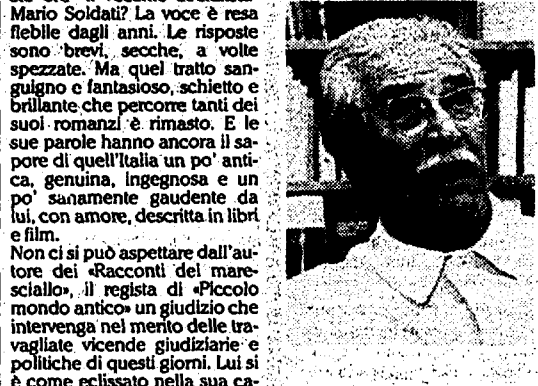 Mario Soldati? La voce è resa
flebile dagli anni. Le risposte
sono brevi, secche, a volte
spezzate. Ma quel tratto san-
guigno e fantasioso, schietto e
brillante che percorre tanti dei
suoi romanzi è rimasto. E le
sue parole hanno ancora il sa-
pore di quell'Italia un po' anti-
ca, genuina, ingegnosa e un
po' sanamente gaudente da
lui, con amore, descritta in libri
e film.
Non ci si può aspettare dall'au-
tore dei «Racconti del mare-
sciallo», il regista di «Piccolo
mondo antico» un giudizio che
intervenga nel merito delle tra-
vagliate vicende giudiziarie e
politiche di questi giorni. Lui si
è come eclissato nella sua ca-